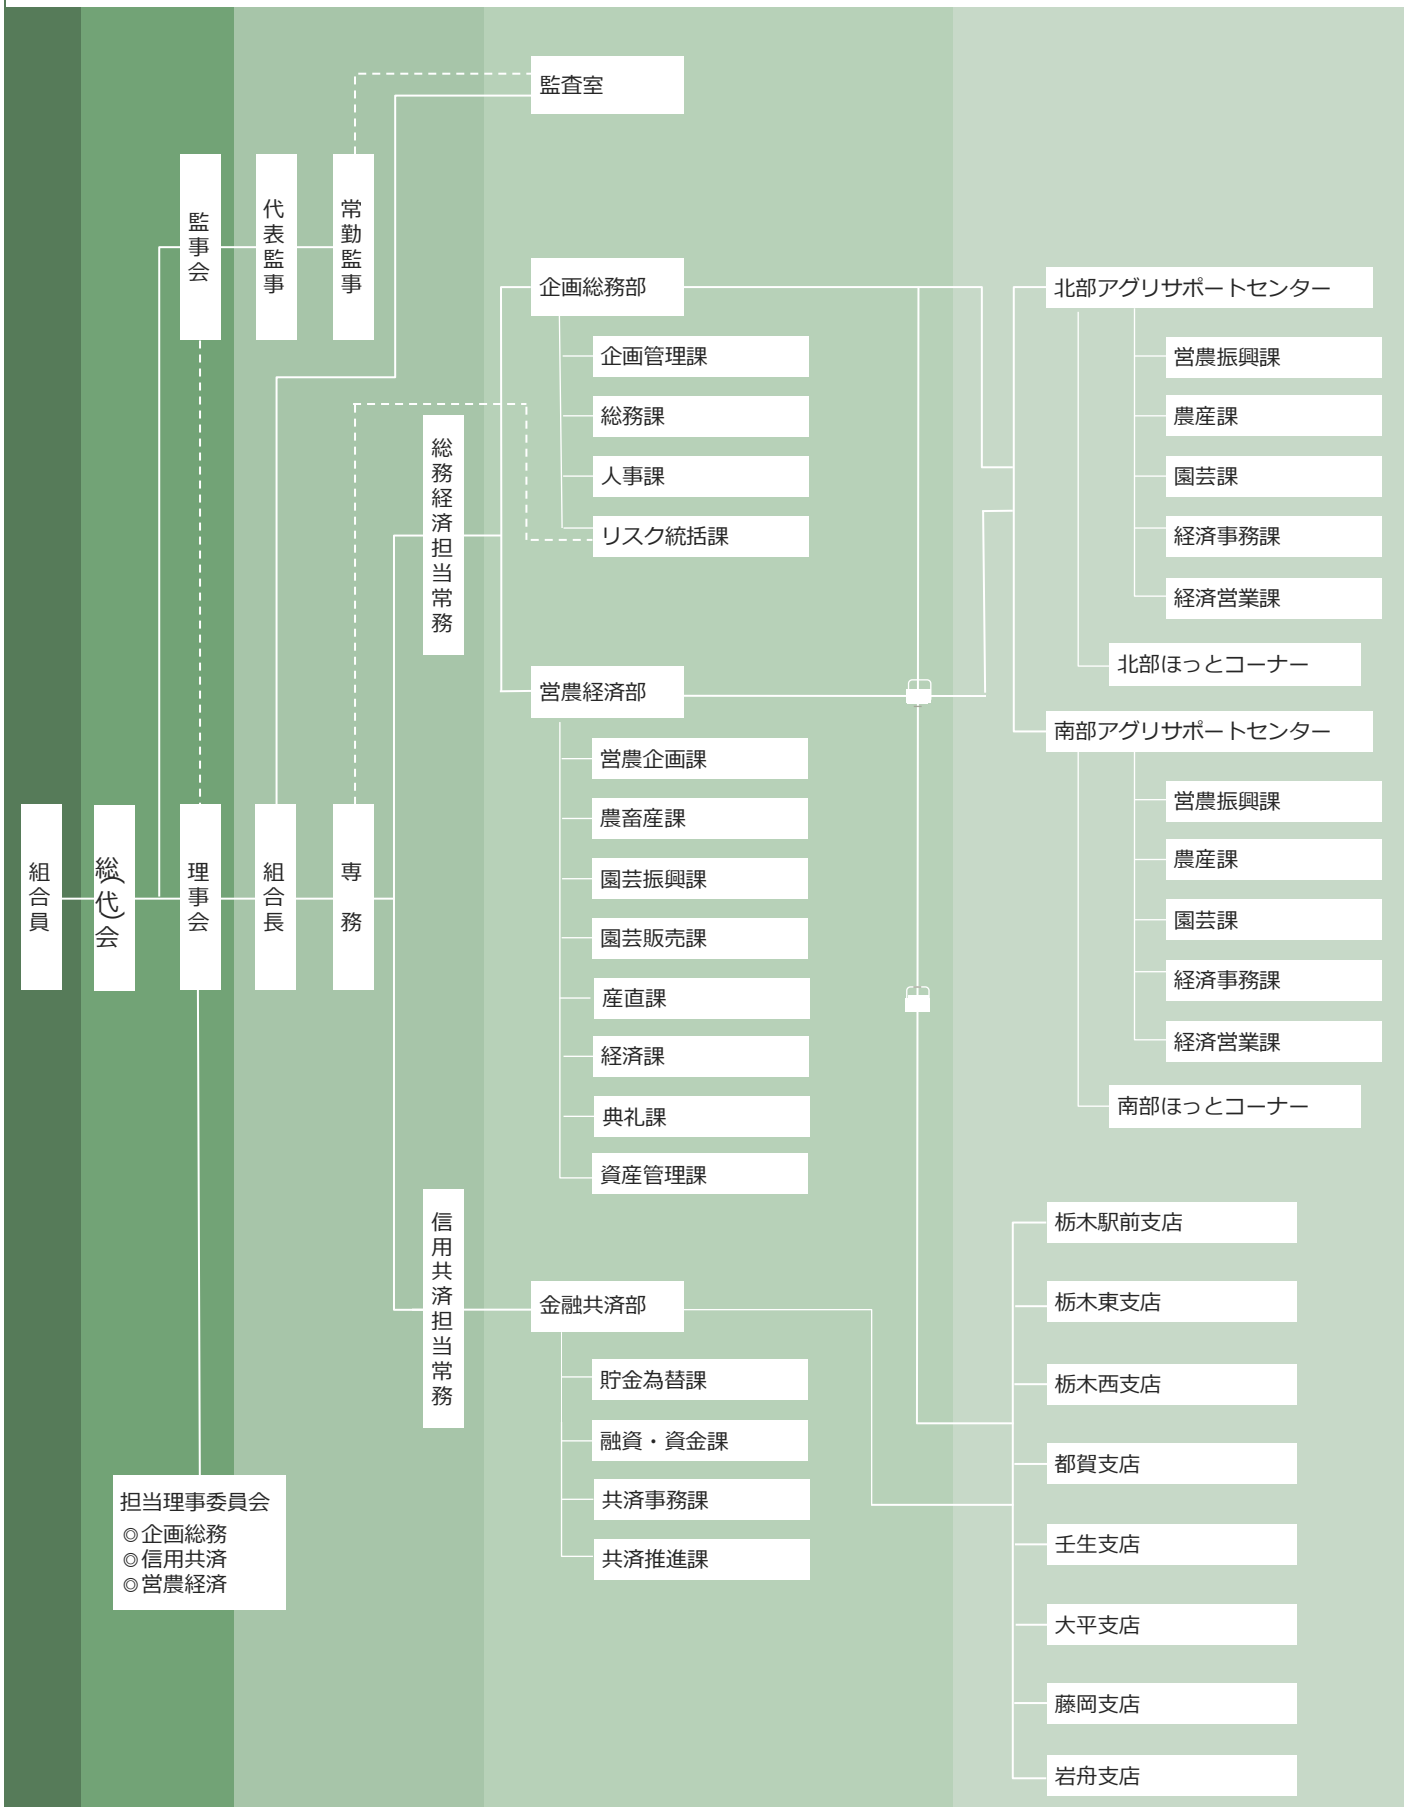 組合員
総(代)会
監事会
理事会
担当理事委員会
◎企画総務
◎信用共済
◎営農経済
代表監事
常勤監事
組合長
専務
総務経済担当常務
信用共済担当常務
監査室
企画総務部
企画管理課
総務課
人事課
リスク統括課
営農経済部
営農企画課
農畜産課
園芸振興課
園芸販売課
産直課
経済課
典礼課
資産管理課
金融共済部
貯金為替課
融資・資金課
共済事務課
共済推進課
北部アグリサポートセンター
営農振興課
農産課
園芸課
経済事務課
経済営業課
北部ほっとコーナー
南部アグリサポートセンター
営農振興課
農産課
園芸課
経済事務課
経済営業課
南部ほっとコーナー
栃木駅前支店
栃木東支店
栃木西支店
都賀支店
壬生支店
大平支店
藤岡支店
岩舟支店